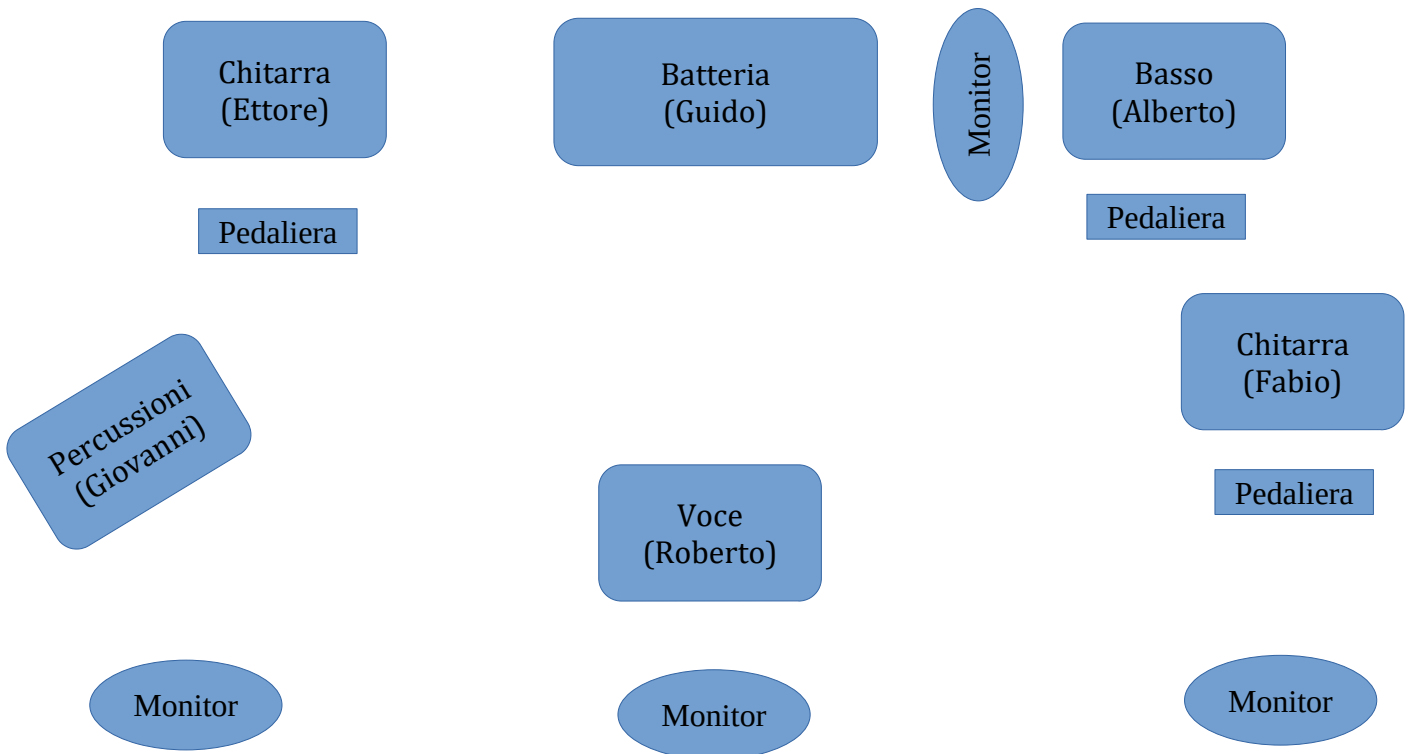 Chitarra
(Ettore)
Batteria
(Guido)
Monitor
Basso
(Alberto)
Pedaliera
Pedaliera
Chitarra
(Fabio)
Percussioni
(Giovanni)
Pedaliera
Voce
(Roberto)
Monitor
Monitor
Monitor